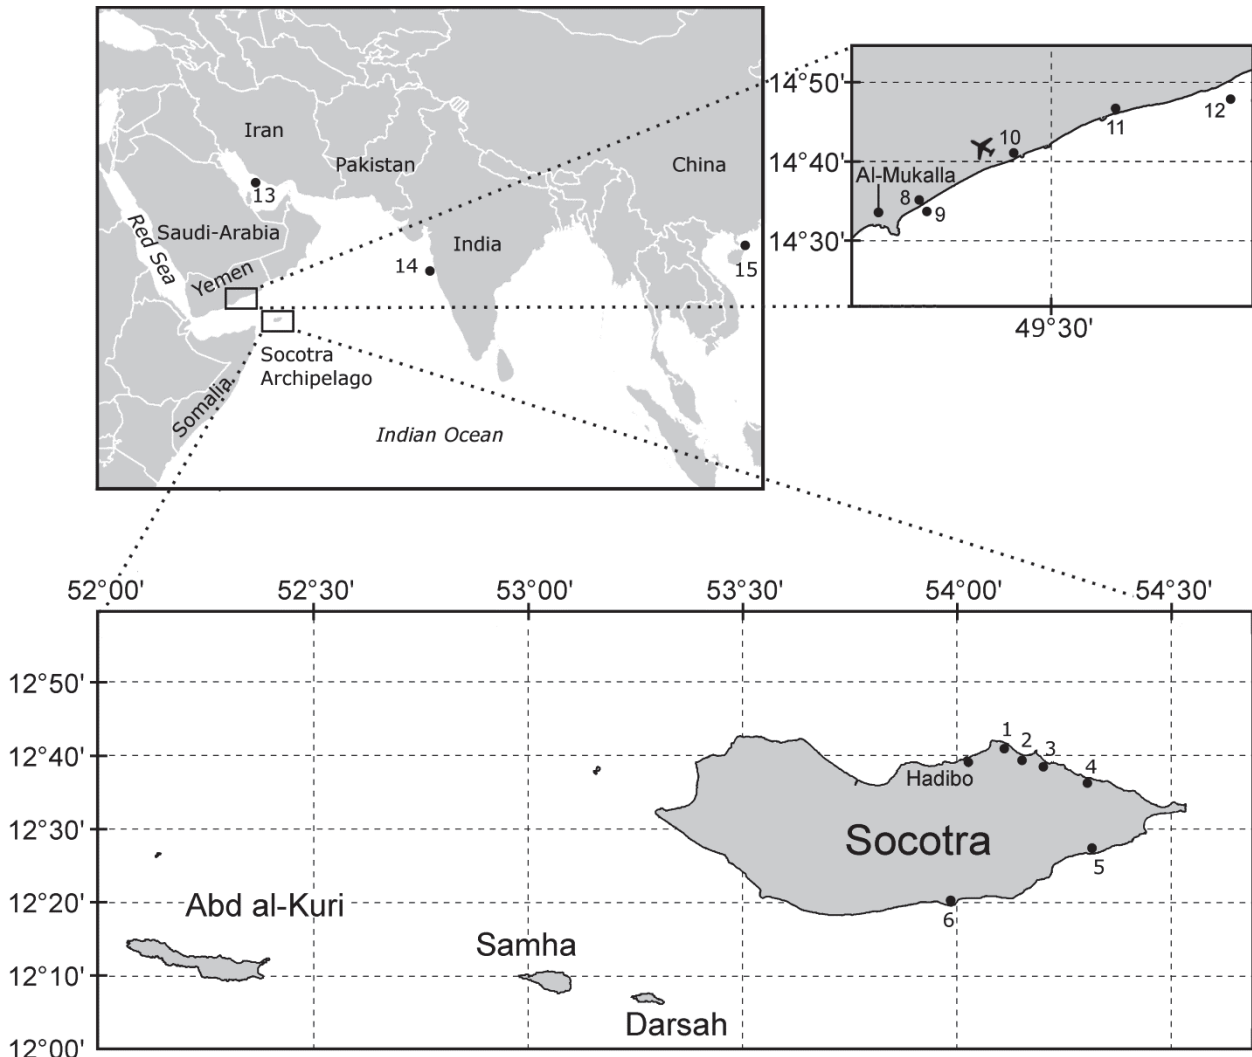 Iran
Pakistan
China
13
Red Sea
Saudi-Arabia
India
Yemen
14
15
Socotra
Archipelago
Somalia
Indian Ocean
14°50'
12
11
10
14°40'
Al-Mukalla
8
9
14°30'
49°30'
52°00' 52°30' 53°00' 53°30' 54°00' 54°30'
12°50'
1
2
3
12°40'
4
Hadibo
12°30'
Socotra
5
12°20'
Abd al-Kuri
6
Samha
12°10'
Darsah
12°00'